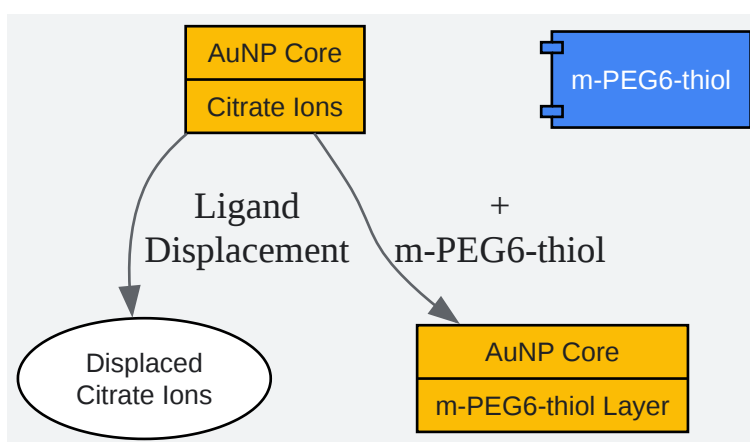 AuNP Core
Citrate Ions
m-PEG6-thiol
Ligand
Displacement
+
m-PEG6-thiol
Displaced
Citrate Ions
AuNP Core
m-PEG6-thiol Layer